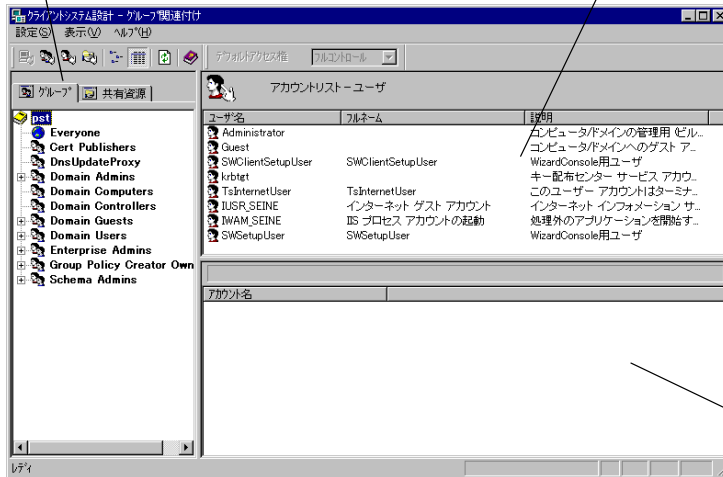 クライアントシステム設計 - グループ関連付け
設定(S) 表示(V) ヘルプ(H)
デフォルトアクセス権 フルコントロール
グループ 共有資源
pst
Everyone
Cert Publishers
DnsUpdateProxy
Domain Admins
Domain Computers
Domain Controllers
Domain Guests
Domain Users
Enterprise Admins
Group Policy Creator Own
Schema Admins
アカウントリスト - ユーザ
ユーザ名 フルネーム 説明
Administrator コンピュータ/ドメインの管理用 (ビル...
Guest コンピュータ/ドメインへのゲスト ア...
SWClientSetupUser SWClientSetupUser WizardConsole用ユーザ
krbtgt キー配布センター サービス アカウ...
TsInternetUser TsInternetUser このユーザー アカウントはターミナ...
IUSR_SEINE インターネット ゲスト アカウント インターネット インフォメーション サ...
IWAM_SEINE IIS プロセス アカウントの起動 処理外のアプリケーションを開始す...
SWSetupUser SWSetupUser WizardConsole用ユーザ
アカウント名
レディ